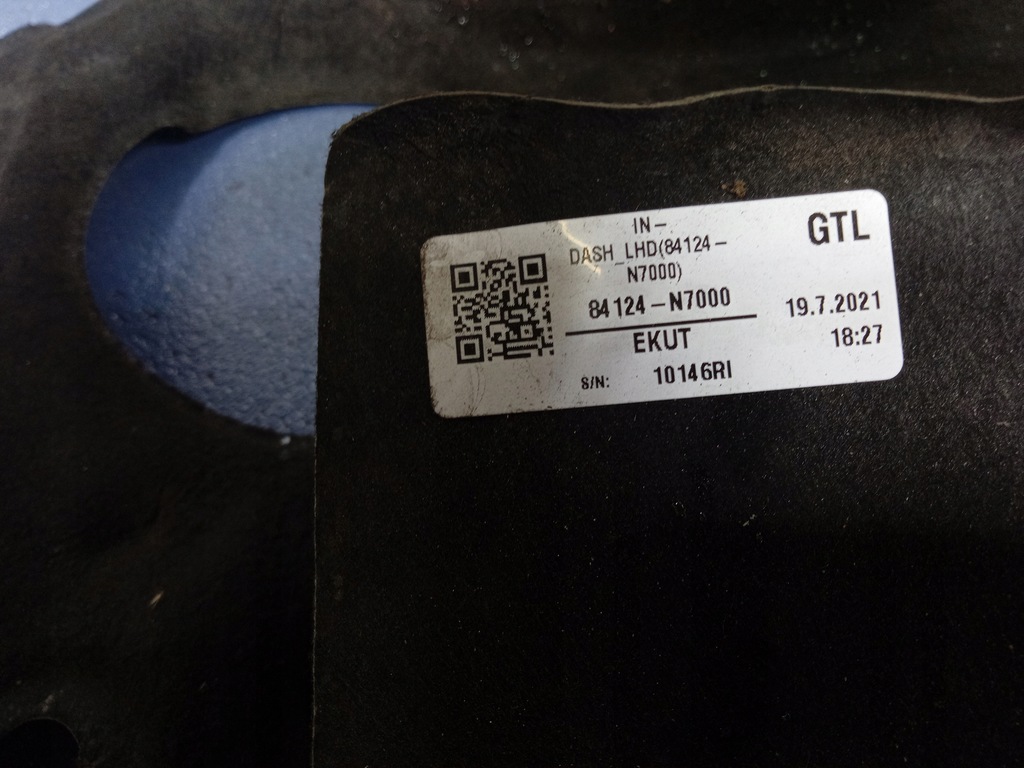 IN-
DASH_LHD(84124-
N7000)
GTL
84124-N7000
19.7.2021
EKUT
18:27
S/N: 10146RI